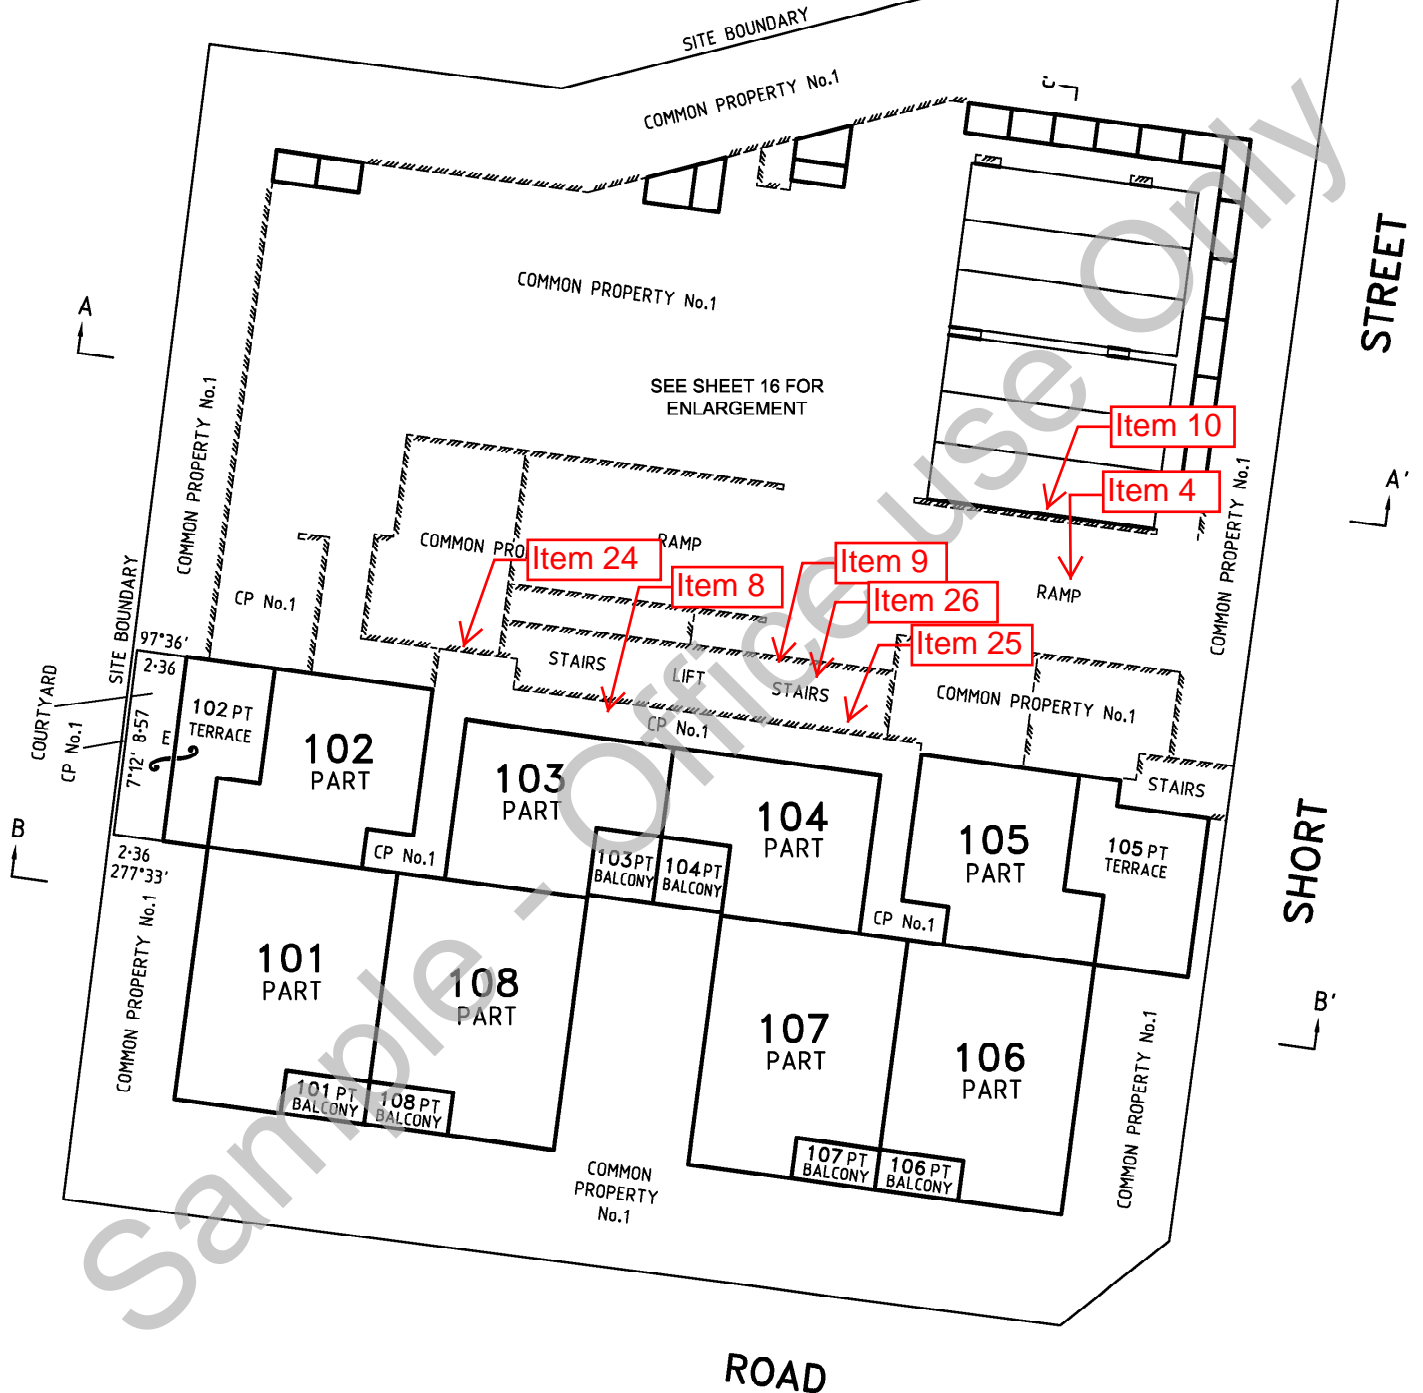 SITE BOUNDARY
COMMON PROPERTY No.1
C
COMMON PROPERTY No.1
SEE SHEET 16 FOR
ENLARGEMENT
STREET
A
A'
COMMON PROPERTY No.1
Item 10
Item 4
COMMON PROPERTY No.1
COMMON PRO
Item 24
RAMP
Item 9
Item 8
Item 26
Item 25
RAMP
CP No.1
SITE BOUNDARY
97°36'
2·36
8·57
7°12'
E
COURTYARD
CP No.1
STAIRS
LIFT
STAIRS
COMMON PROPERTY No.1
CP No.1
STAIRS
102 PT
TERRACE
102
PART
103
PART
104
PART
105
PART
105 PT
TERRACE
B
2·36
277°33'
CP No.1
103 PT
BALCONY
104 PT
BALCONY
CP No.1
SHORT
COMMON PROPERTY No.1
101
PART
108
PART
107
PART
106
PART
B'
COMMON PROPERTY No.1
101 PT
BALCONY
108 PT
BALCONY
107 PT
BALCONY
106 PT
BALCONY
COMMON
PROPERTY
No.1
ROAD
Sample - Office use Only